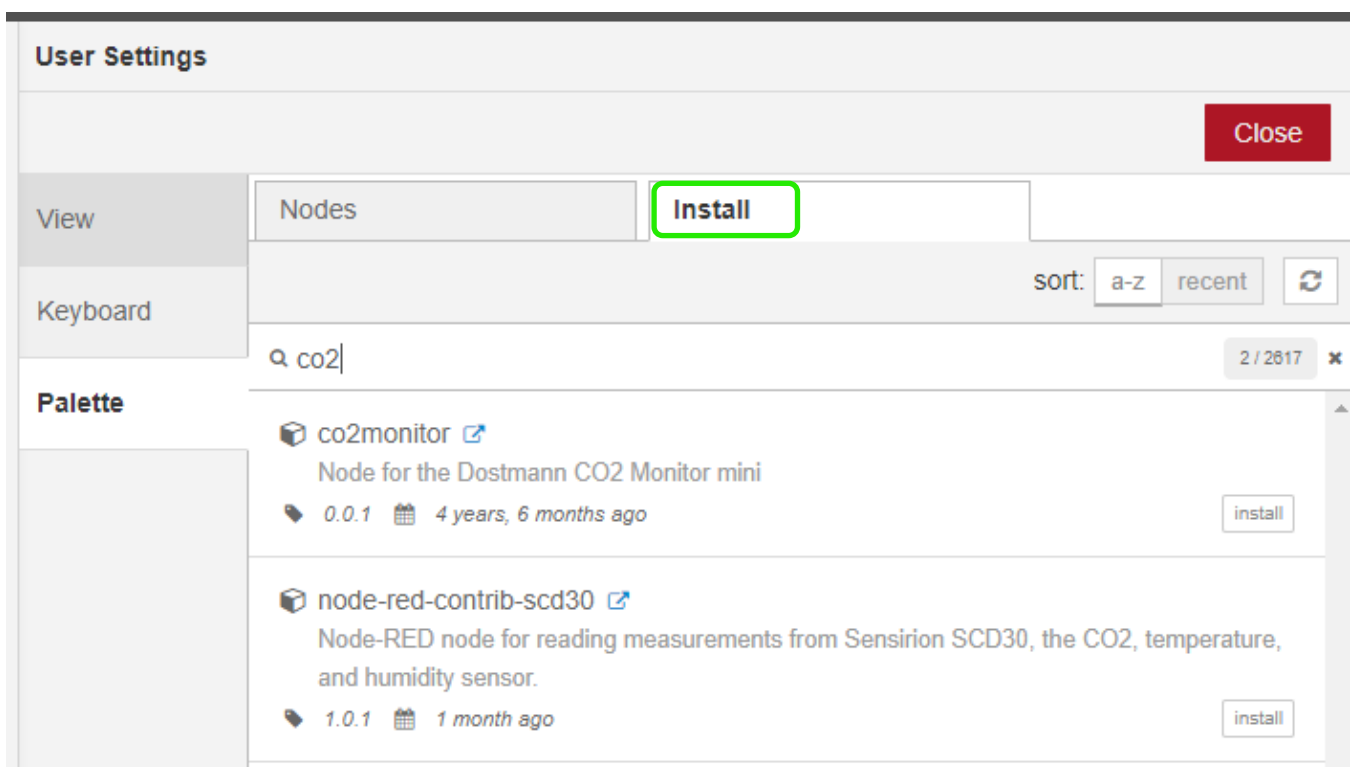 User Settings
Close
View
Nodes
Install
sort: a-z recent
Keyboard
co2
2 / 2617
Palette
co2monitor
Node for the Dostmann CO2 Monitor mini
0.0.1 4 years, 6 months ago
install
node-red-contrib-scd30
Node-RED node for reading measurements from Sensirion SCD30, the CO2, temperature,
and humidity sensor.
1.0.1 1 month ago
install